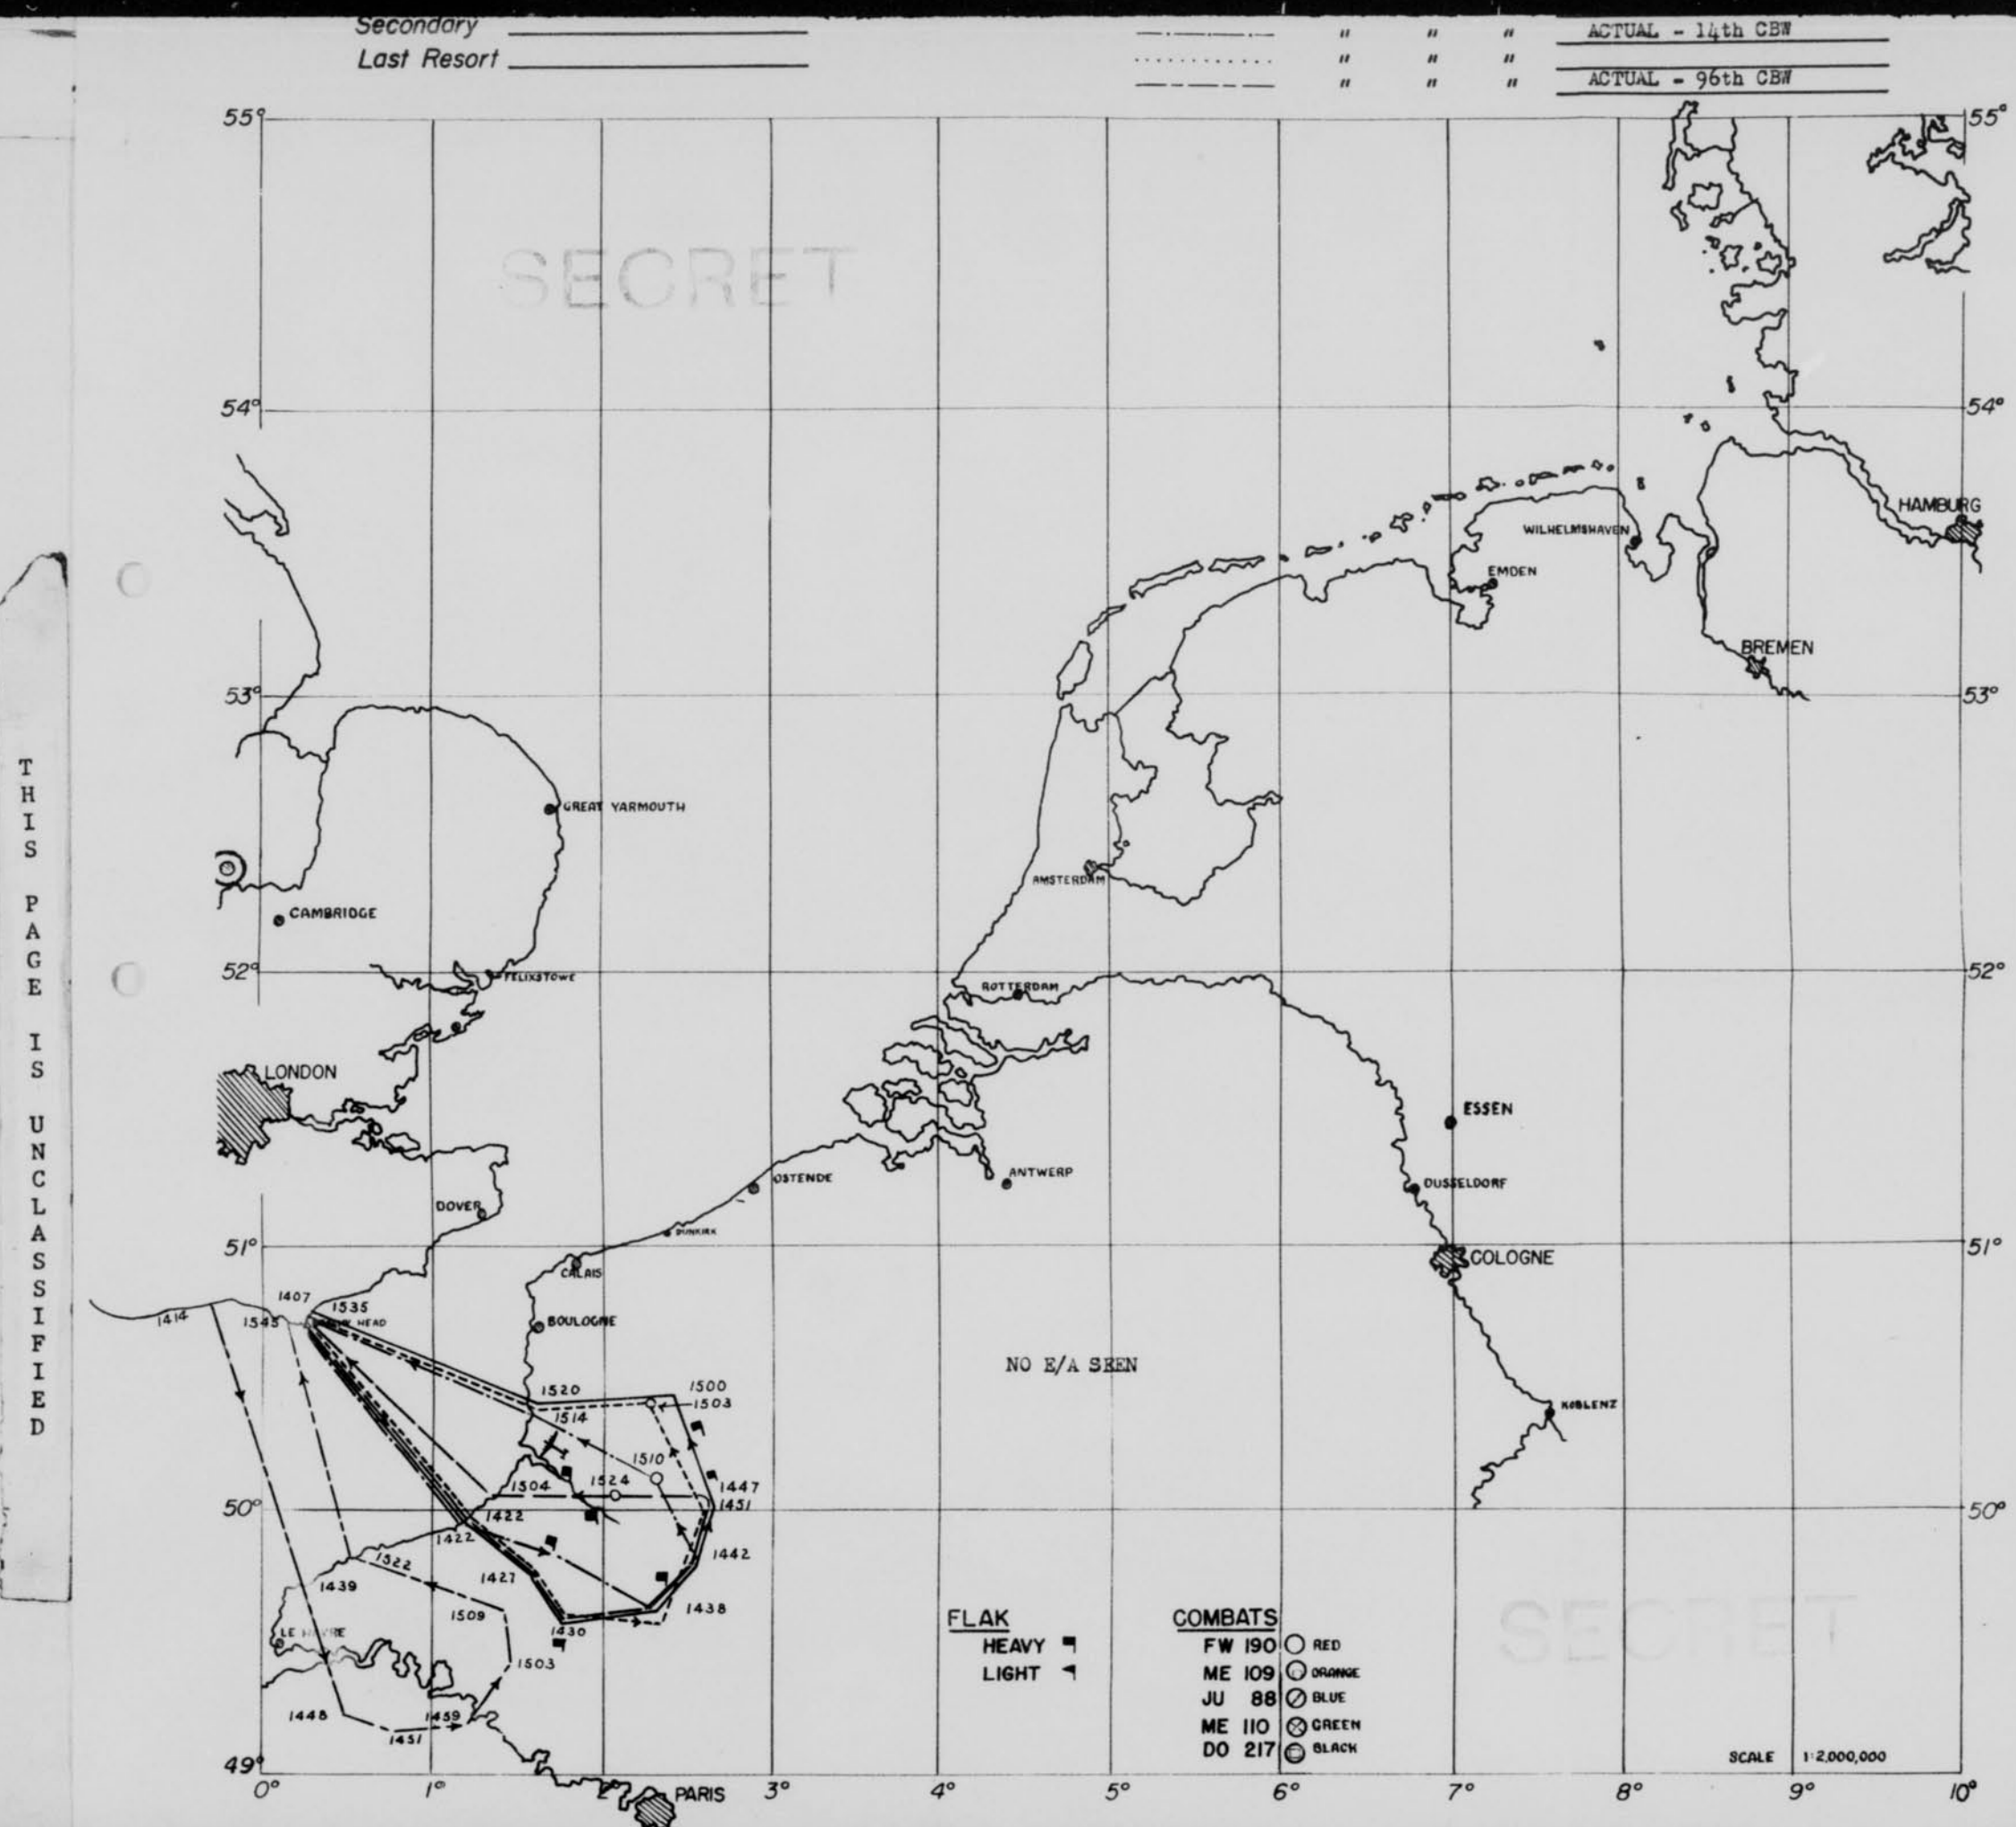 Secondary
Last Resort
" " " ACTUAL - 14th CBW
" " "
" " " ACTUAL - 96th CBW
55° 55°
SECRET
54° 54°
HAMBURG
WILHELMSHAVEN
EMDEN
BREMEN
53° 53°
THIS PAGE IS UNCLASSIFIED
GREAT YARMOUTH
AMSTERDAM
CAMBRIDGE
52° 52°
FELIXSTOWE
ROTTERDAM
LONDON
ESSEN
ANTWERP
OSTENDE
DUSSELDORF
DOVER
DUNKIRK
51° 51°
COLOGNE
CALAIS
1407
1535
1414
1545 HEAD
BOULOGNE
NO E/A SEEN
1520
1500
1503
KOBLENZ
1514
1510
1504
1524
1447
1451
50° 50°
1422
1422
1442
1522
1427
1439
1438
1509
1430
LE HAVRE
1503
1448
1459
1451
FLAK
HEAVY
LIGHT
COMBATS
FW 190 RED
ME 109 ORANGE
JU 88 BLUE
ME 110 GREEN
DO 217 BLACK
SECRET
SCALE 1:2,000,000
49°
0° 1° 2° 3° 4° 5° 6° 7° 8° 9° 10°
PARIS